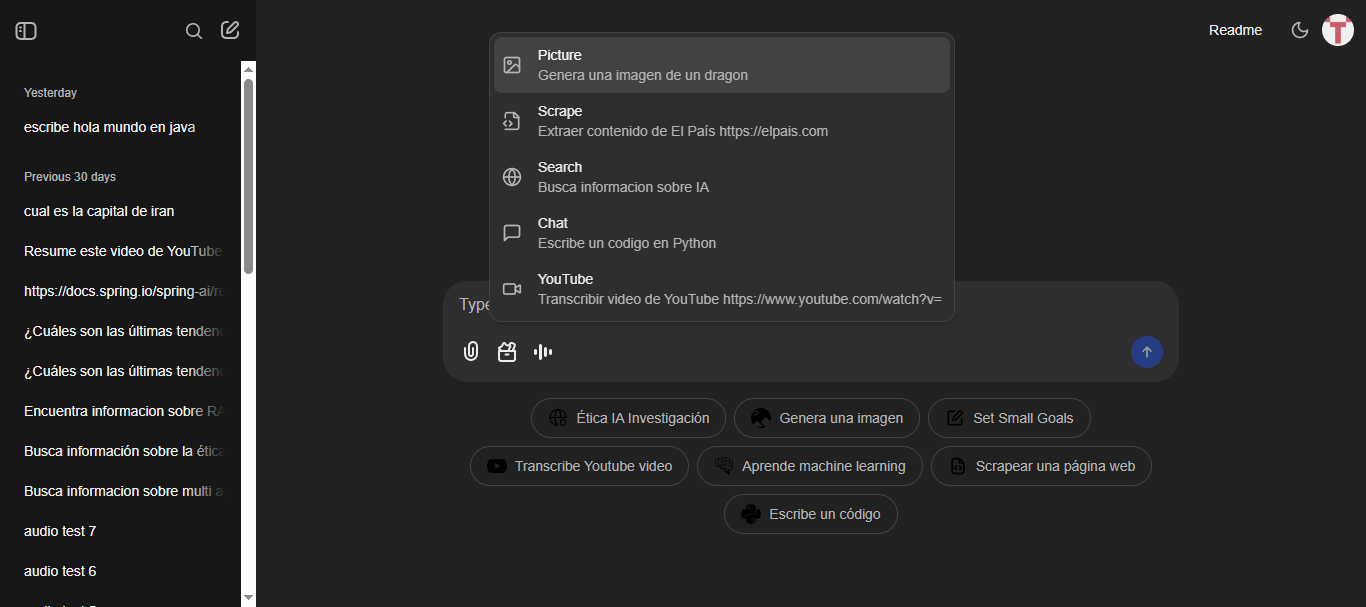 Readme
T
Yesterday
escribe hola mundo en java
Previous 30 days
cual es la capital de iran
Resume este video de YouTube
https://docs.spring.io/spring-ai/re
¿Cuáles son las últimas tendenc
¿Cuáles son las últimas tendenc
Encuentra informacion sobre RA
Busca información sobre la ética
Busca informacion sobre multi a
audio test 7
audio test 6
Picture
Genera una imagen de un dragon
Scrape
Extraer contenido de El País https://elpais.com
Search
Busca informacion sobre IA
Chat
Escribe un codigo en Python
YouTube
Transcribir video de YouTube https://www.youtube.com/watch?v=
Type
Ética IA Investigación
Genera una imagen
Set Small Goals
Transcribe Youtube video
Aprende machine learning
Scrapear una página web
Escribe un código